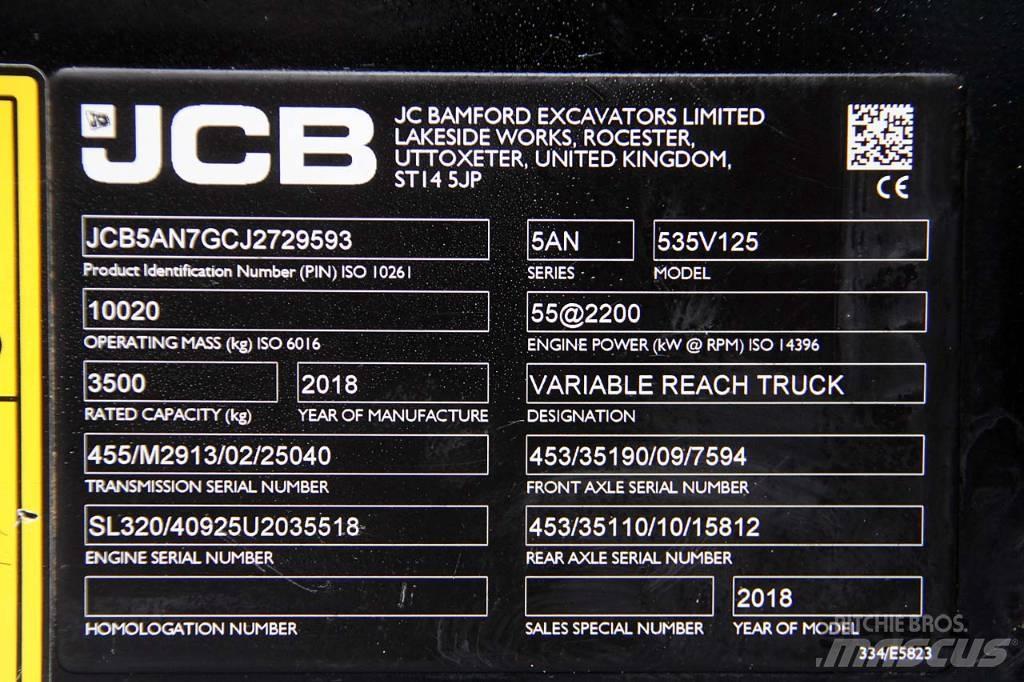 JCB
JC BAMFORD EXCAVATORS LIMITED
LAKESIDE WORKS, ROCESTER,
UTTOXETER, UNITED KINGDOM,
ST14 5JP
CE
JCB5AN7GCJ2729593
Product Identification Number (PIN) ISO 10261
5AN
SERIES
535V125
MODEL
10020
OPERATING MASS (kg) ISO 6016
55@2200
ENGINE POWER (kW @ RPM) ISO 14396
3500
RATED CAPACITY (kg)
2018
YEAR OF MANUFACTURE
VARIABLE REACH TRUCK
DESIGNATION
455/M2913/02/25040
TRANSMISSION SERIAL NUMBER
453/35190/09/7594
FRONT AXLE SERIAL NUMBER
SL320/40925U2035518
ENGINE SERIAL NUMBER
453/35110/10/15812
REAR AXLE SERIAL NUMBER
HOMOLOGATION NUMBER
SALES SPECIAL NUMBER
2018
YEAR OF MODEL
334/E5823
RITCHIE BROS.
MASCUS